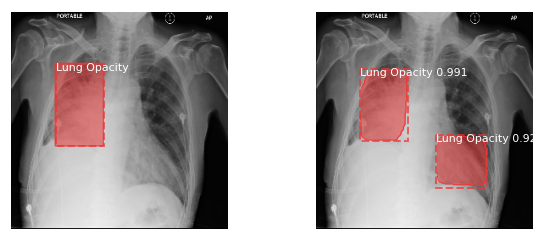 PORTABLE
AP
Lung Opacity
PORTABLE
AP
Lung Opacity 0.991
Lung Opacity 0.92